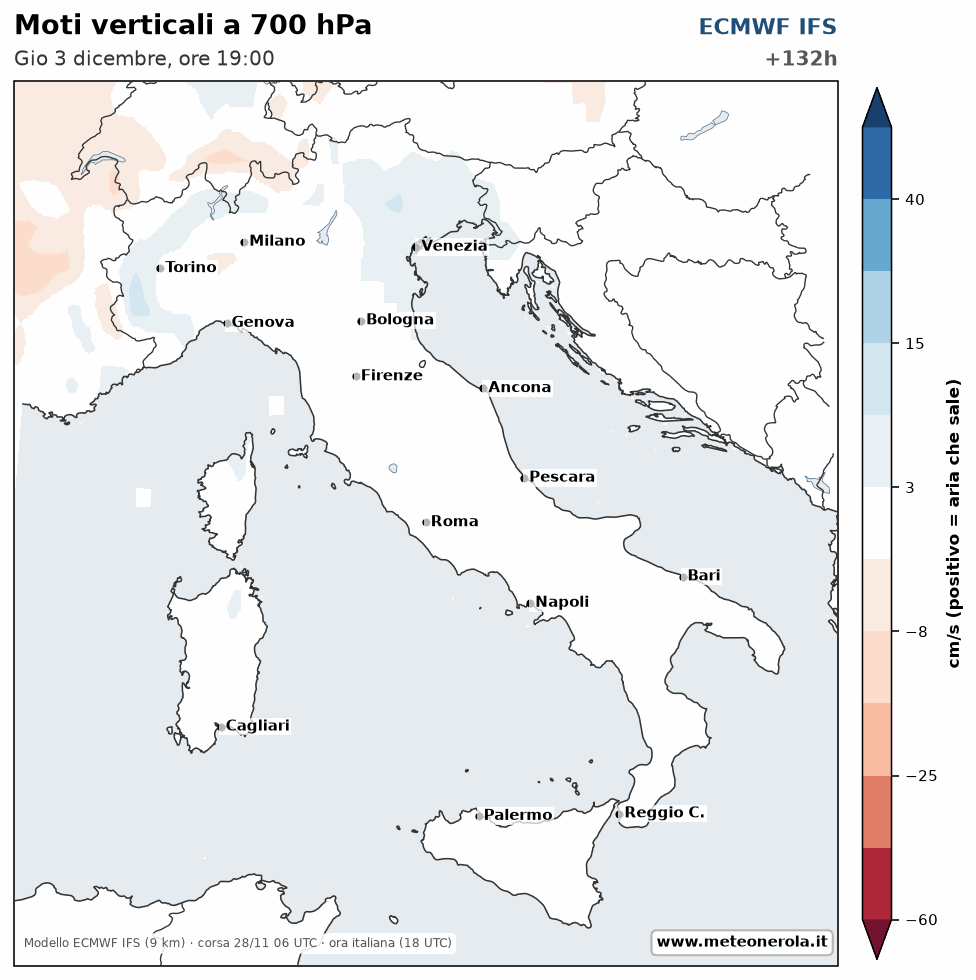 Moti verticali a 700 hPa
ECMWF IFS
Gio 3 dicembre, ore 19:00
+132h
Milano
Venezia
Torino
Genova
Bologna
Firenze
Ancona
Pescara
Roma
Bari
Napoli
Cagliari
Palermo
Reggio C.
40
15
3
−8
−25
−60
cm/s (positivo = aria che sale)
Modello ECMWF IFS (9 km) · corsa 28/11 06 UTC · ora italiana (18 UTC)
www.meteonerola.it